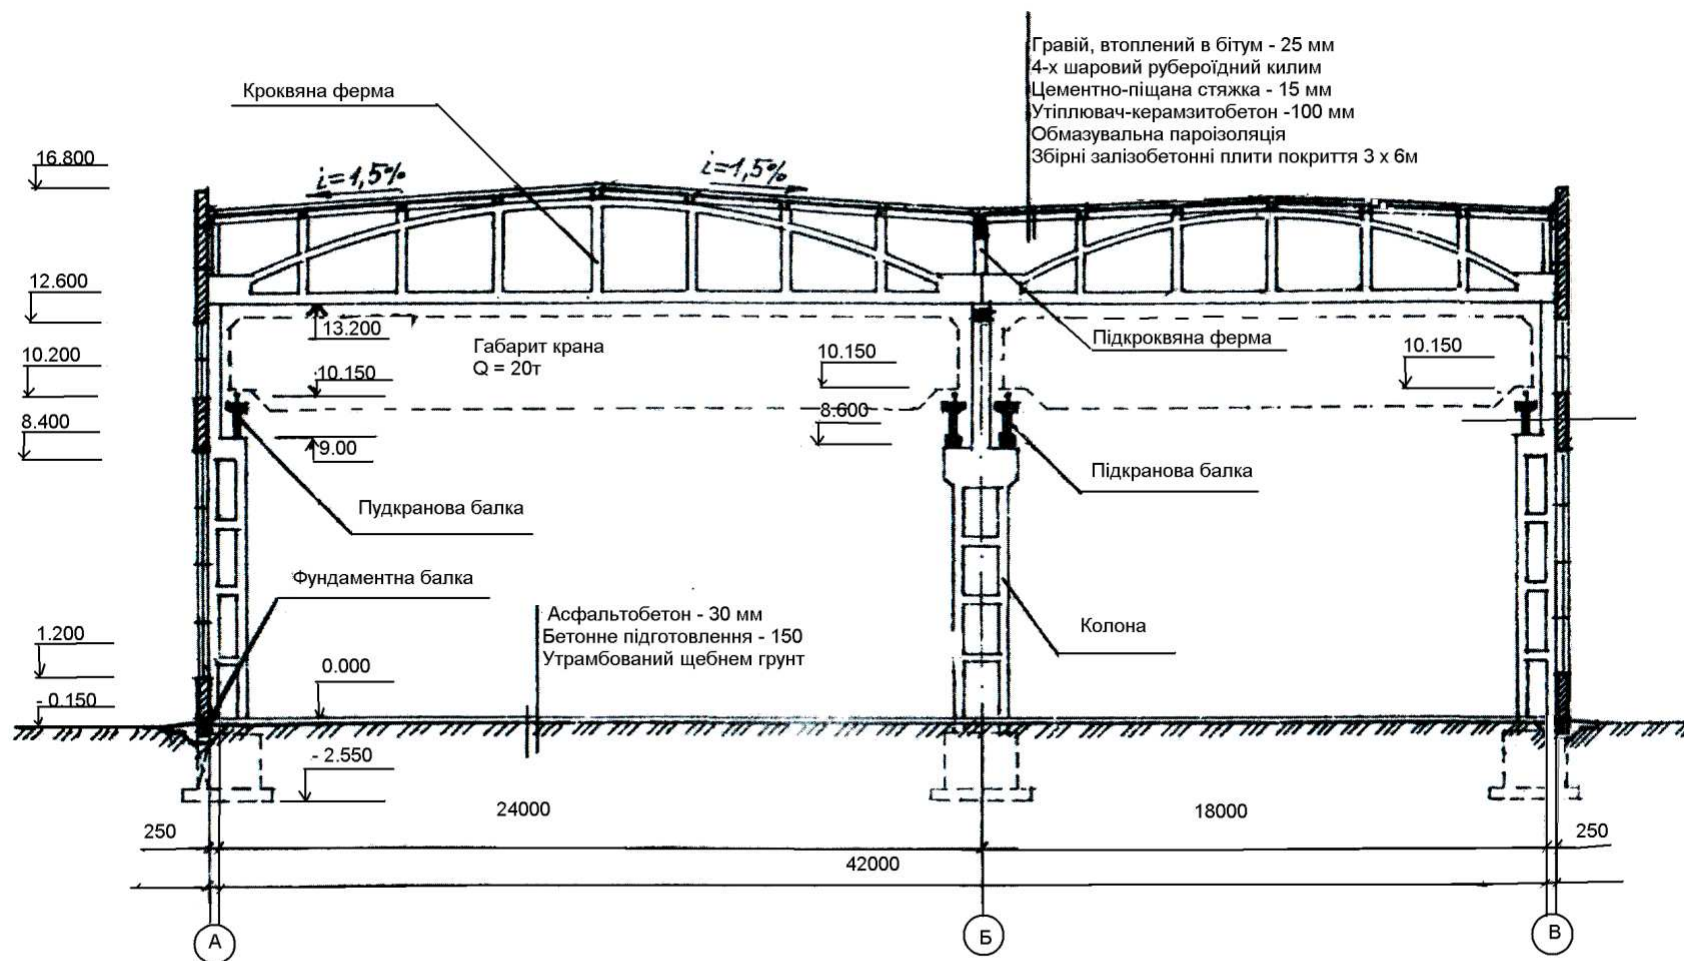 Гравій, втоплений в бітум - 25 мм
4-х шаровий рубероїдний килим
Цементно-піщана стяжка - 15 мм
Утіплювач-керамзитобетон -100 мм
Обмазувальна пароізоляція
Збірні залізобетонні плити покриття 3 х 6м
Кроквяна ферма
16.800
i=1,5%
i=1,5%
12.600
13.200
Габарит крана
Q = 20т
Підкроквяна ферма
10.200
10.150
10.150
10.150
8.400
8.600
9.00
Підкранова балка
Пудкранова балка
Фундаментна балка
Асфальтобетон - 30 мм
Бетонне підготовлення - 150
Утрамбований щебнем грунт
Колона
1.200
0.000
- 0.150
- 2.550
24000
18000
250
250
42000
А
Б
В